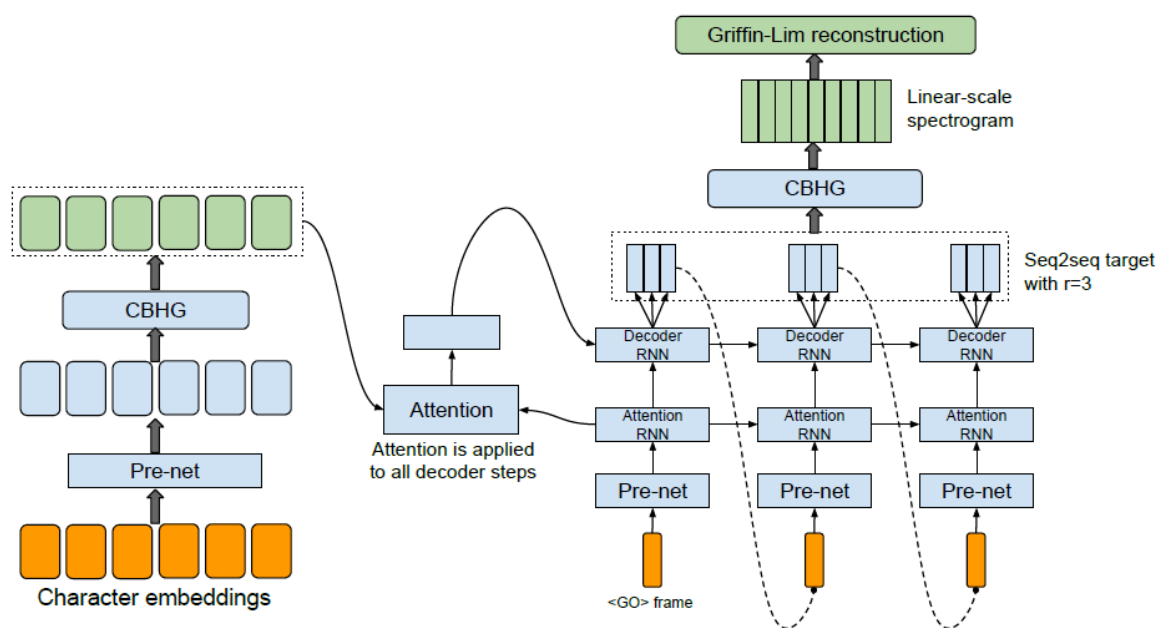 Griffin-Lim reconstruction
Linear-scale
spectrogram
CBHG
Seq2seq target
with r=3
CBHG
Decoder
RNN
Decoder
RNN
Decoder
RNN
Attention
Attention is applied
to all decoder steps
Attention
RNN
Attention
RNN
Attention
RNN
Pre-net
Pre-net
Pre-net
Pre-net
Character embeddings
<GO> frame